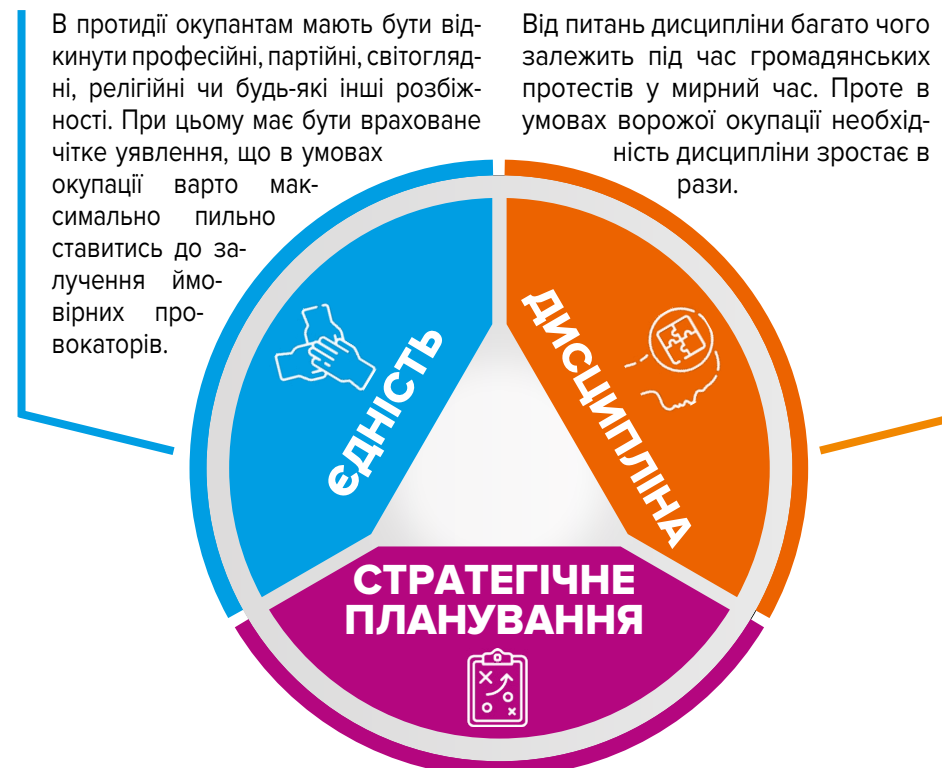 В протидії окупантам мають бути від-
кинути професійні, партійні, світогляд-
ні, релігійні чи будь-які інші розбіж-
ності. При цьому має бути враховане
чітке уявлення, що в умовах
окупації варто мак-
симально пильно
ставитись до за-
лучення ймо-
вірних про-
вокаторів.
Від питань дисципліни багато чого
залежить під час громадянських
протестів у мирний час. Проте в
умовах ворожої окупації необхід-
ність дисципліни зростає в
рази.
ЄДНІСТЬ
ДИСЦИПЛІНА
СТРАТЕГІЧНЕ
ПЛАНУВАННЯ